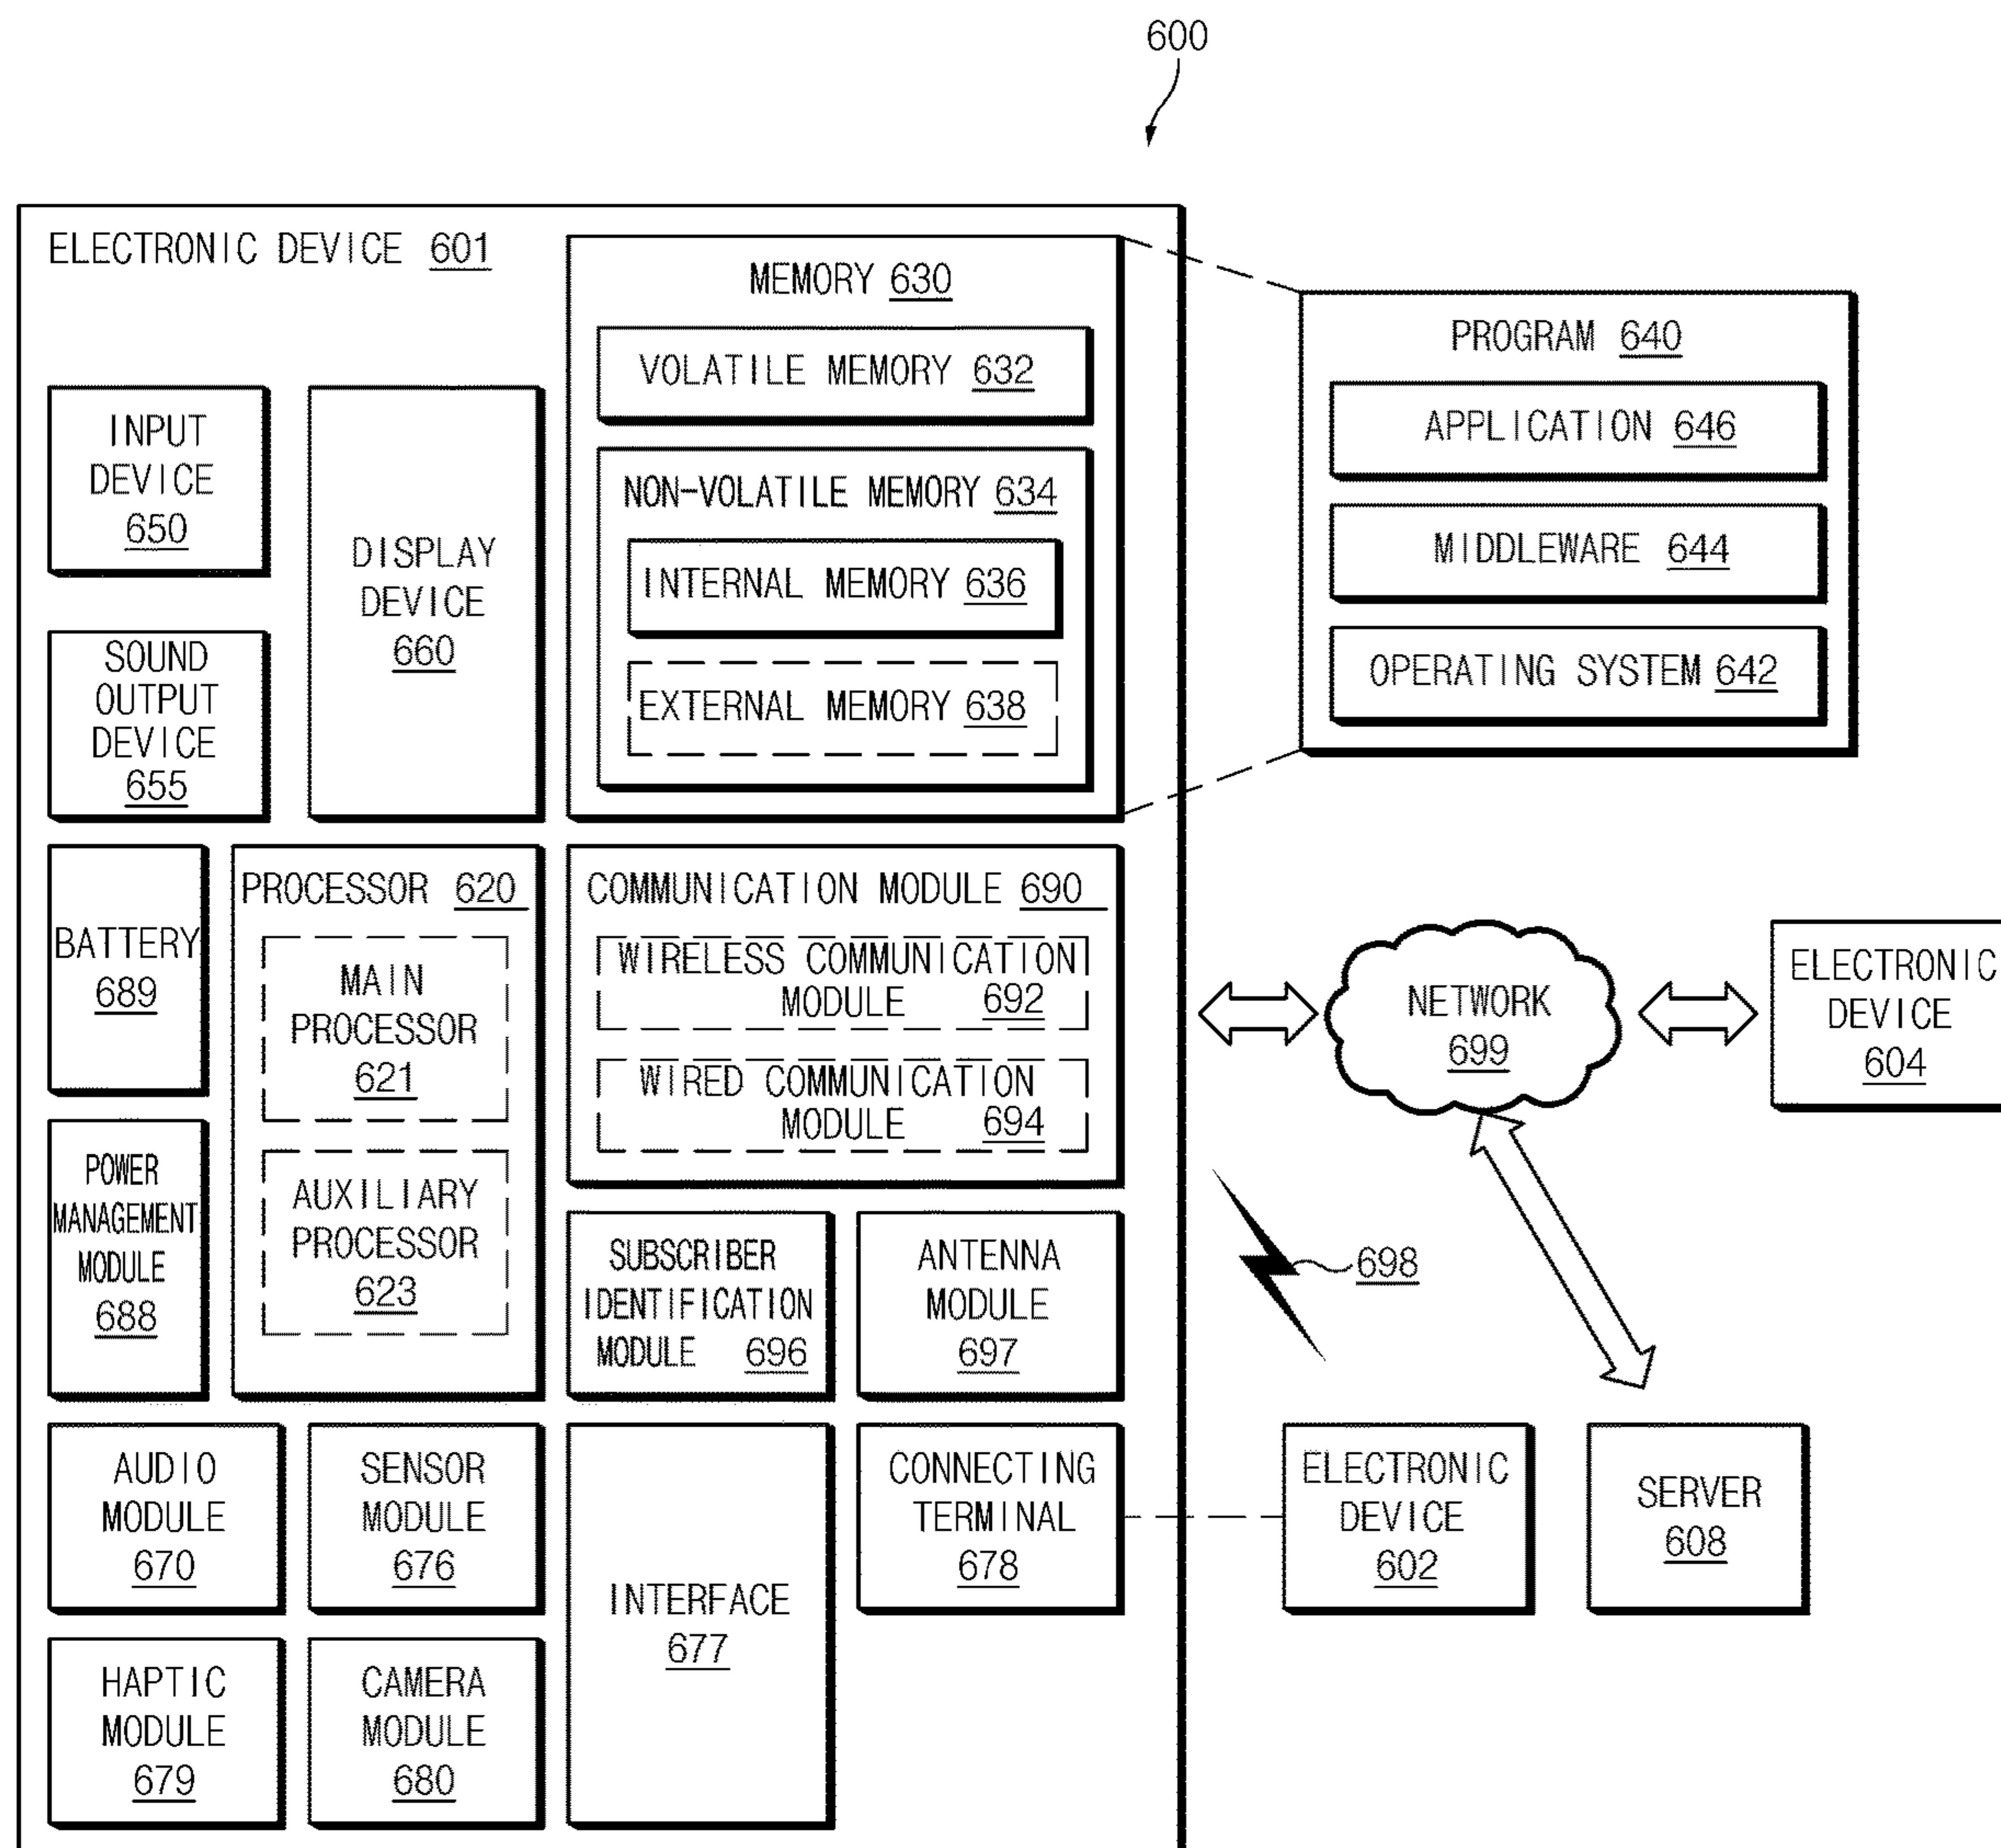 600
ELECTRONIC DEVICE 601
INPUT
DEVICE
650
SOUND
OUTPUT
DEVICE
655
DISPLAY
DEVICE
660
MEMORY 630
VOLATILE MEMORY 632
NON-VOLATILE MEMORY 634
INTERNAL MEMORY 636
EXTERNAL MEMORY 638
PROGRAM 640
APPLICATION 646
MIDDLEWARE 644
OPERATING SYSTEM 642
BATTERY
689
POWER
MANAGEMENT
MODULE
688
PROCESSOR 620
MAIN
PROCESSOR
621
AUXILIARY
PROCESSOR
623
COMMUNICATION MODULE 690
WIRELESS COMMUNICATION
MODULE 692
WIRED COMMUNICATION
MODULE 694
SUBSCRIBER
IDENTIFICATION
MODULE 696
ANTENNA
MODULE
697
NETWORK
699
ELECTRONIC
DEVICE
604
698
AUDIO
MODULE
670
SENSOR
MODULE
676
INTERFACE
677
CONNECTING
TERMINAL
678
ELECTRONIC
DEVICE
602
SERVER
608
HAPTIC
MODULE
679
CAMERA
MODULE
680